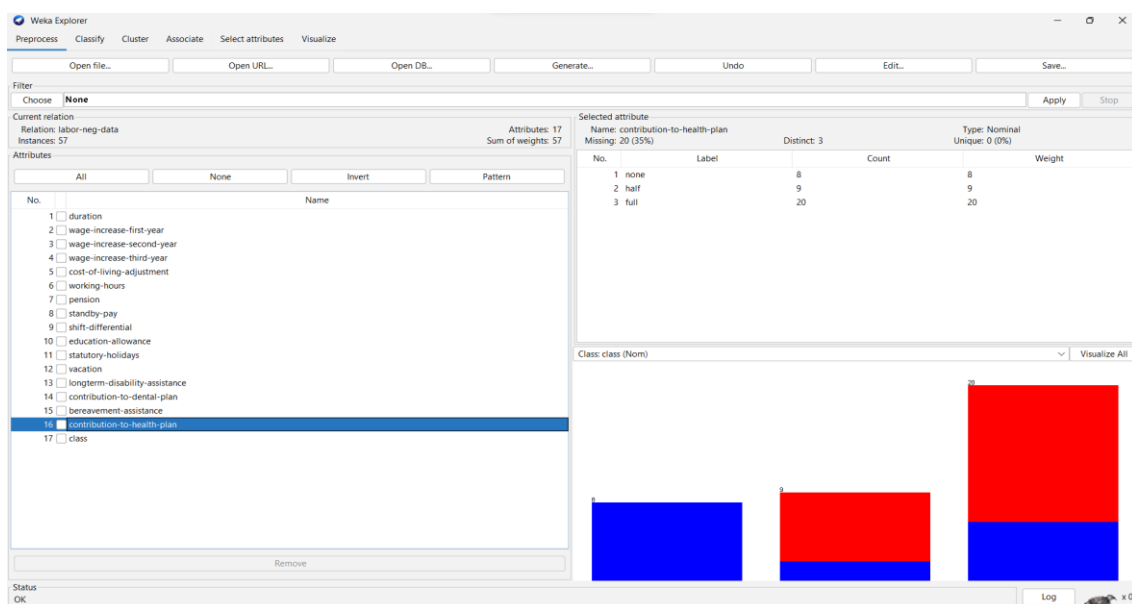 Weka Explorer
Preprocess Classify Cluster Associate Select attributes Visualize
Open file... Open URL... Open DB... Generate... Undo Edit... Save...
Filter
Choose None Apply Stop
Current relation
Relation: labor-neg-data Attributes: 17
Instances: 57 Sum of weights: 57
Attributes
All None Invert Pattern
No. Name
1 duration
2 wage-increase-first-year
3 wage-increase-second-year
4 wage-increase-third-year
5 cost-of-living-adjustment
6 working-hours
7 pension
8 standby-pay
9 shift-differential
10 education-allowance
11 statutory-holidays
12 vacation
13 longterm-disability-assistance
14 contribution-to-dental-plan
15 bereavement-assistance
16 contribution-to-health-plan
17 class
Remove
Selected attribute
Name: contribution-to-health-plan Type: Nominal
Missing: 20 (35%) Distinct: 3 Unique: 0 (0%)
No. Label Count Weight
1 none 8 8
2 half 9 9
3 full 20 20
Class: class (Nom) Visualize All
8
9
20
Status
OK
Log x 0